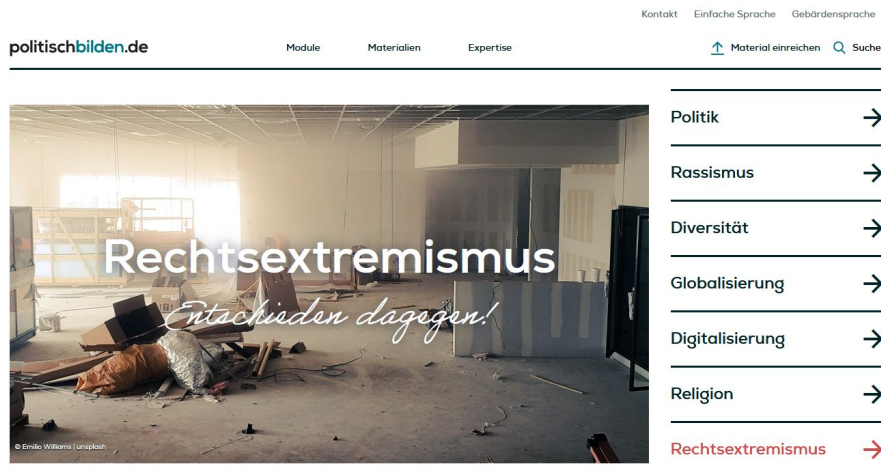 Kontakt Einfache Sprache Gebärdensprache
politischbilden.de Module Materialien Expertise Material einreichen Suche
Rechtsextremismus
Entschieden dagegen!
© Emilio Williams | unsplash
Politik
Rassismus
Diversität
Globalisierung
Digitalisierung
Religion
Rechtsextremismus